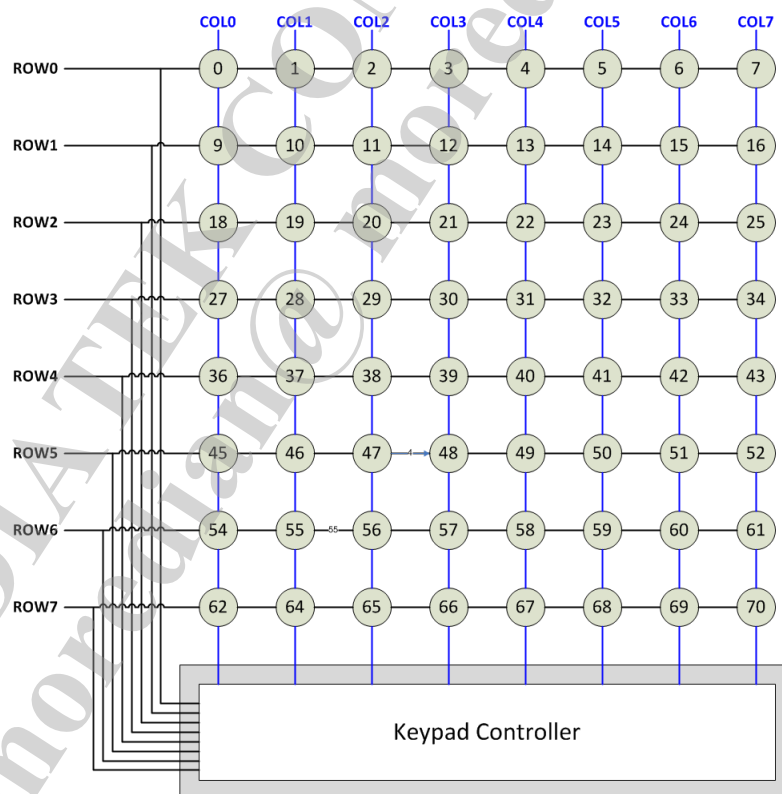 COL0 COL1 COL2 COL3 COL4 COL5 COL6 COL7
ROW0 0 1 2 3 4 5 6 7
ROW1 9 10 11 12 13 14 15 16
ROW2 18 19 20 21 22 23 24 25
ROW3 27 28 29 30 31 32 33 34
ROW4 36 37 38 39 40 41 42 43
ROW5 45 46 47 4 48 49 50 51 52
ROW6 54 55 55 56 57 58 59 60 61
ROW7 62 64 65 66 67 68 69 70
Keypad Controller